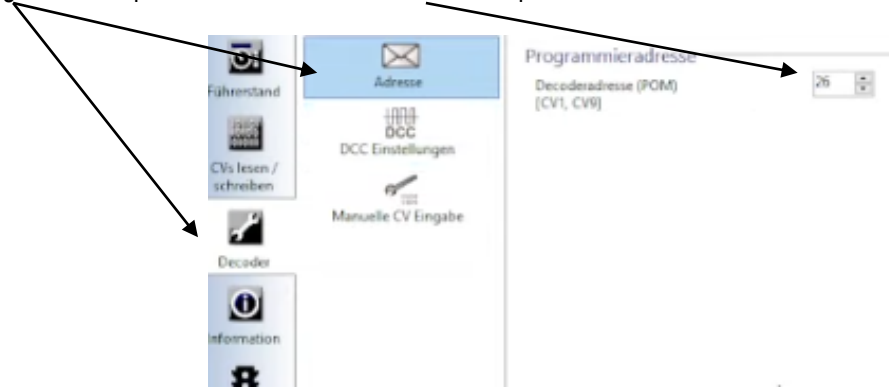 Führerstand
CVs lesen /
schreiben
Decoder
Information
Adresse
DCC
DCC Einstellungen
Manuelle CV Eingabe
Programmieradresse
Decoderadresse (POM)
[CV1, CV9]
26